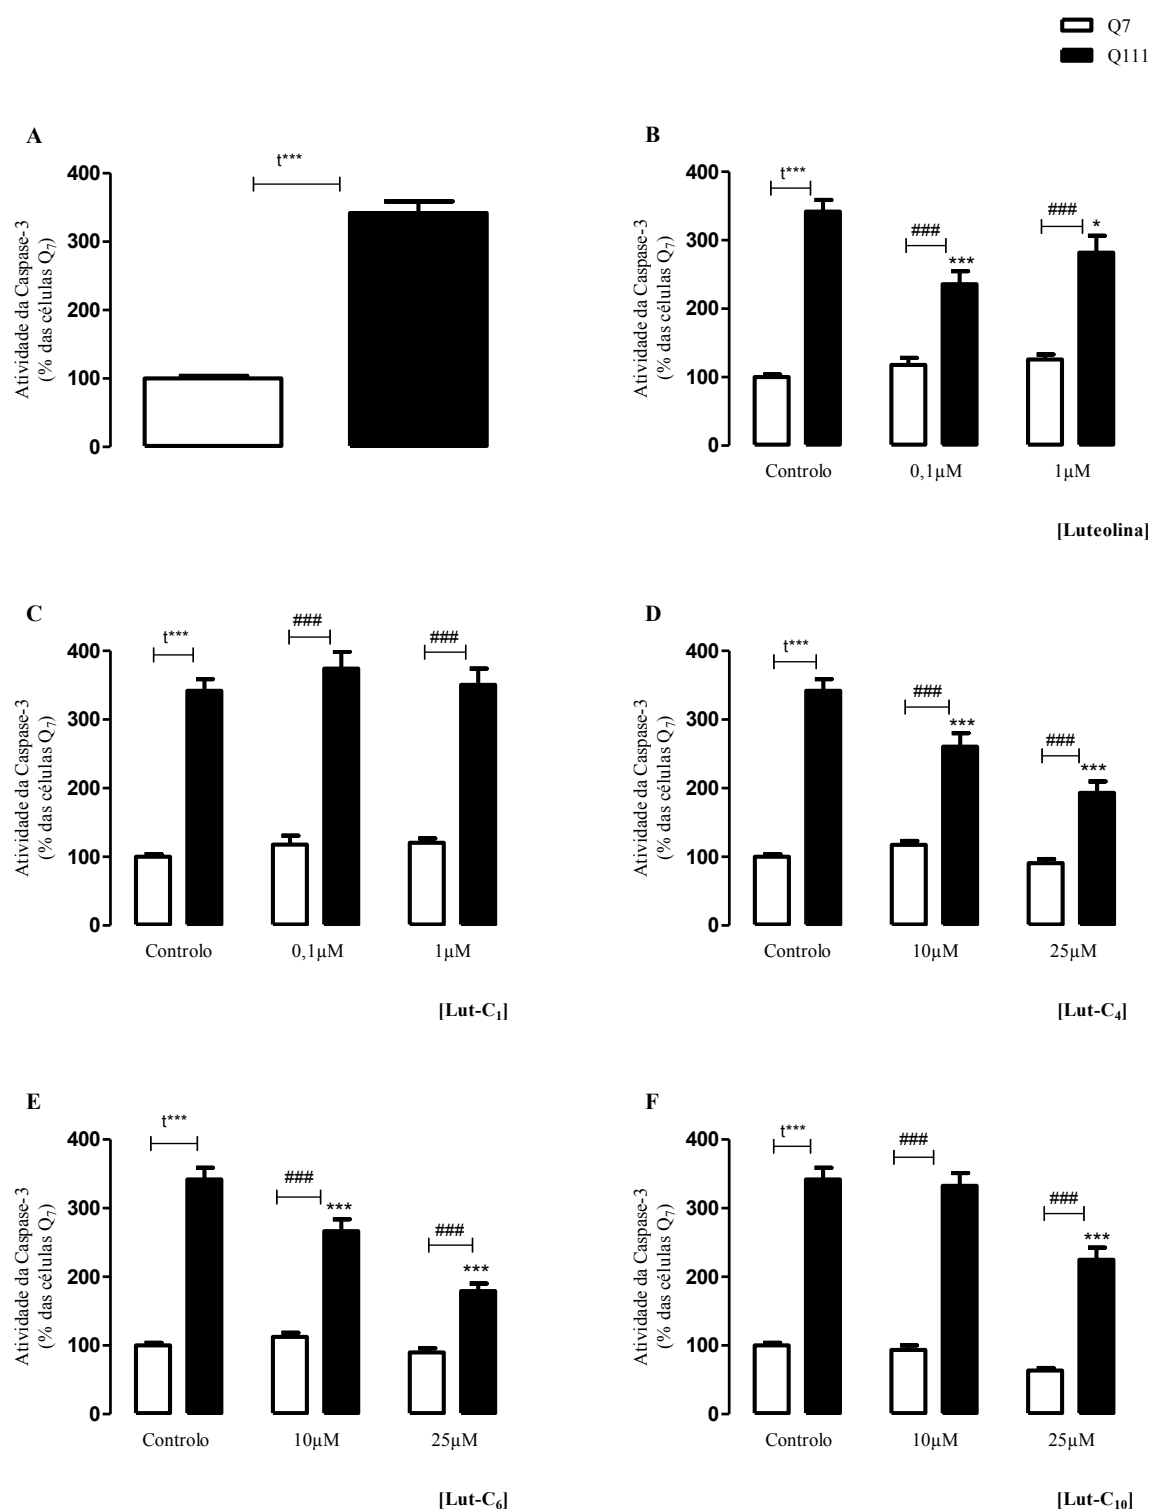 Q7
Q111
A
t***
Atividade da Caspase-3
(% das células Q₇)
400
300
200
100
0
B
t***
###
***
###
*
Atividade da Caspase-3
(% das células Q₇)
400
300
200
100
0
Controlo 0,1µM 1µM
[Luteolina]
C
t***
###
###
Atividade da Caspase-3
(% das células Q₇)
400
300
200
100
0
Controlo 0,1µM 1µM
[Lut-C₁]
D
t***
###
***
###
***
Atividade da Caspase-3
(% das células Q₇)
400
300
200
100
0
Controlo 10µM 25µM
[Lut-C₄]
E
t***
###
***
###
***
Atividade da Caspase-3
(% das células Q₇)
400
300
200
100
0
Controlo 10µM 25µM
[Lut-C₆]
F
t***
###
###
***
Atividade da Caspase-3
(% das células Q₇)
400
300
200
100
0
Controlo 10µM 25µM
[Lut-C₁₀]